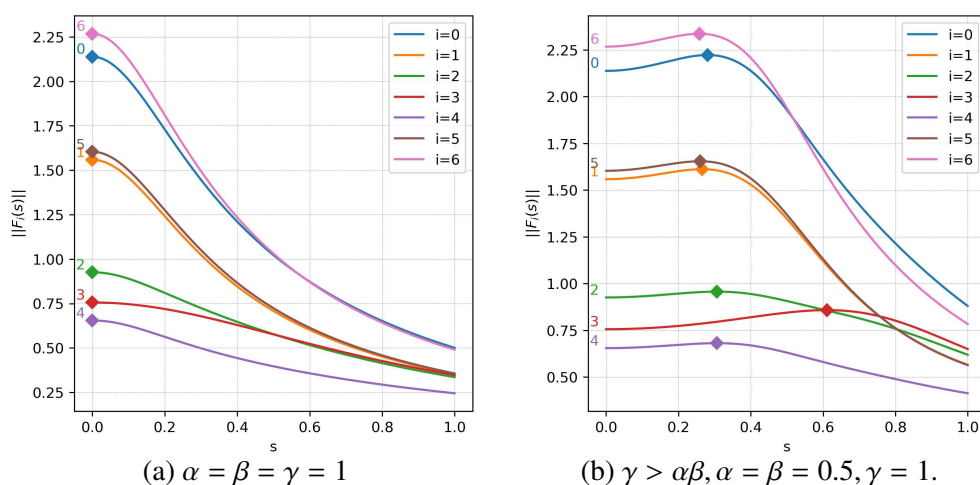 ||F_i(s)||
2.25
2.00
1.75
1.50
1.25
1.00
0.75
0.50
0.25
6
0
5
1
2
3
4
i=0
i=1
i=2
i=3
i=4
i=5
i=6
0.0 0.2 0.4 0.6 0.8 1.0
s
(a) α = β = γ = 1
||F_i(s)||
2.25
2.00
1.75
1.50
1.25
1.00
0.75
0.50
6
0
5
1
2
3
4
i=0
i=1
i=2
i=3
i=4
i=5
i=6
0.0 0.2 0.4 0.6 0.8 1.0
s
(b) γ > αβ, α = β = 0.5, γ = 1.